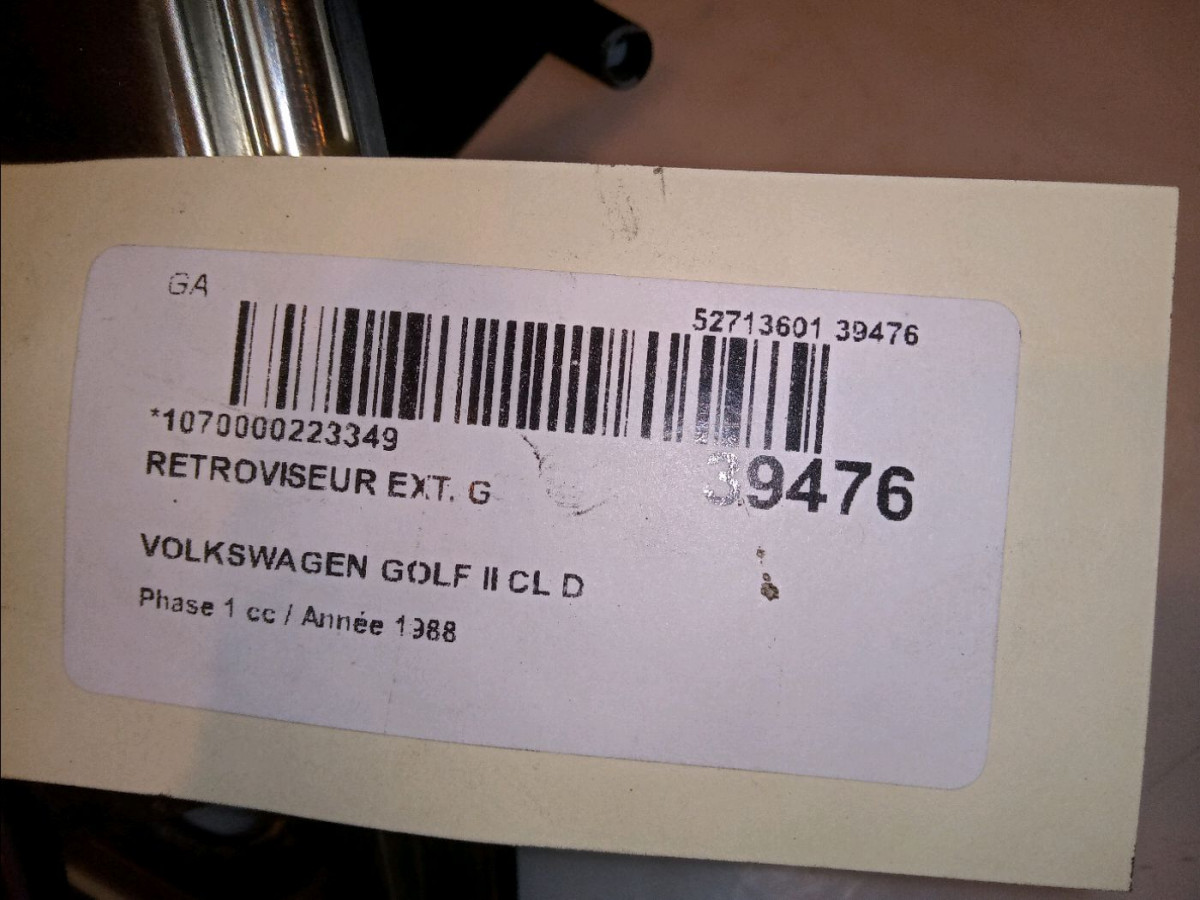 GA
52713601 39476
*1070000223349
39476
RETROVISEUR EXT. G
VOLKSWAGEN GOLF II CL D
Phase 1 cc / Année 1988